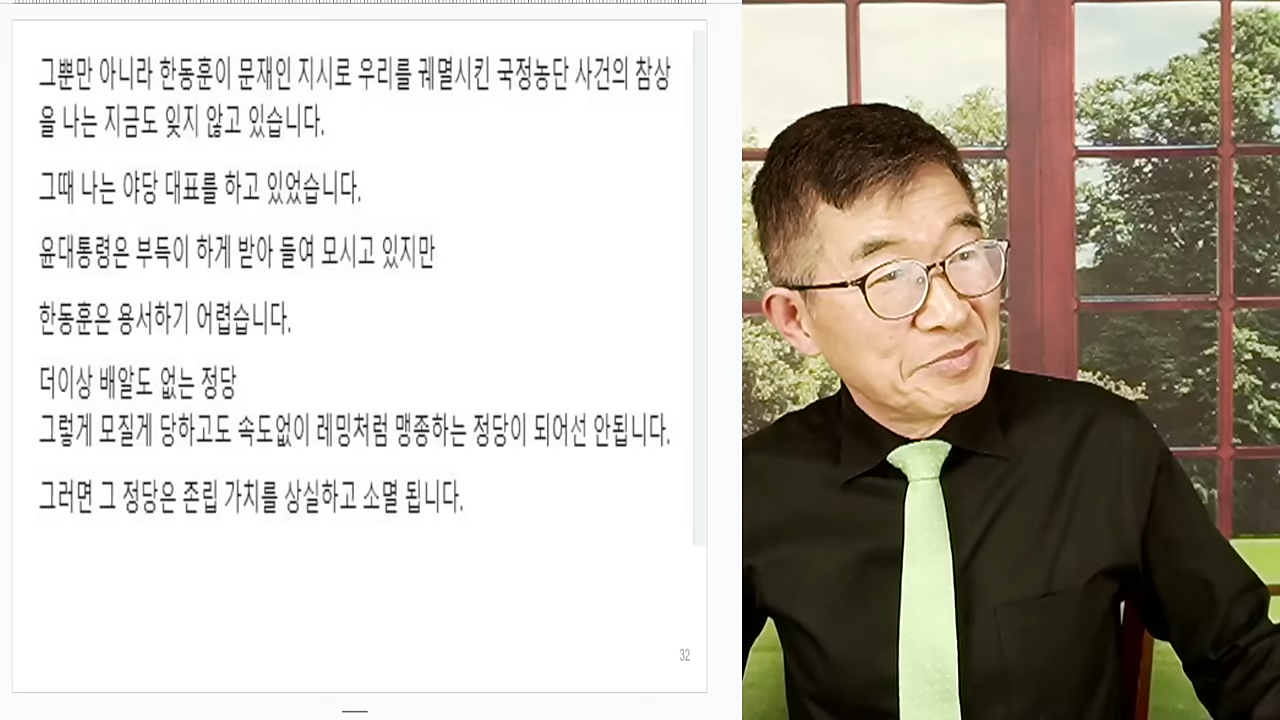 그뿐만 아니라 한동훈이 문재인 지시로 우리를 궤멸시킨 국정농단 사건의 참상
을 나는 지금도 잊지 않고 있습니다.
그때 나는 야당 대표를 하고 있었습니다.
윤대통령은 부득이 하게 받아 들여 모시고 있지만
한동훈은 용서하기 어렵습니다.
더이상 배알도 없는 정당
그렇게 모질게 당하고도 속도없이 레밍처럼 맹종하는 정당이 되어선 안됩니다.
그러면 그 정당은 존립 가치를 상실하고 소멸 됩니다.
32